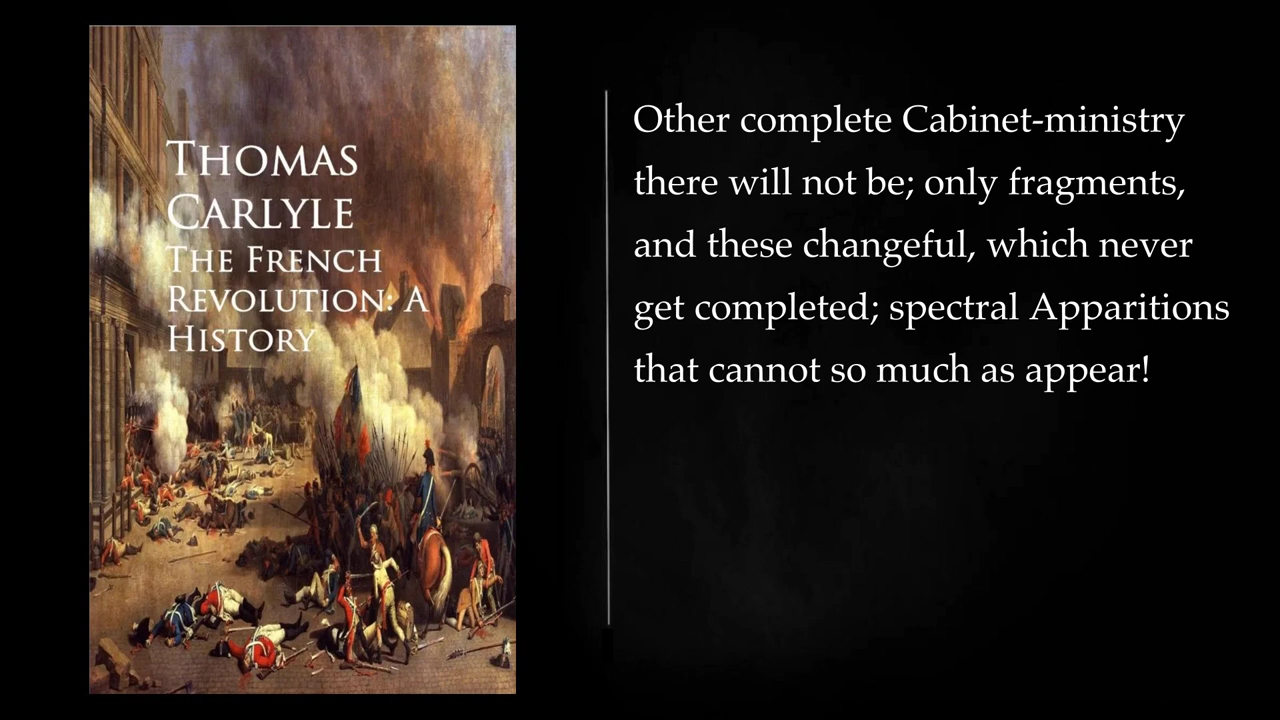 THOMAS
CARLYLE
THE FRENCH
REVOLUTION: A
HISTORY
Other complete Cabinet-ministry
there will not be; only fragments,
and these changeful, which never
get completed; spectral Apparitions
that cannot so much as appear!